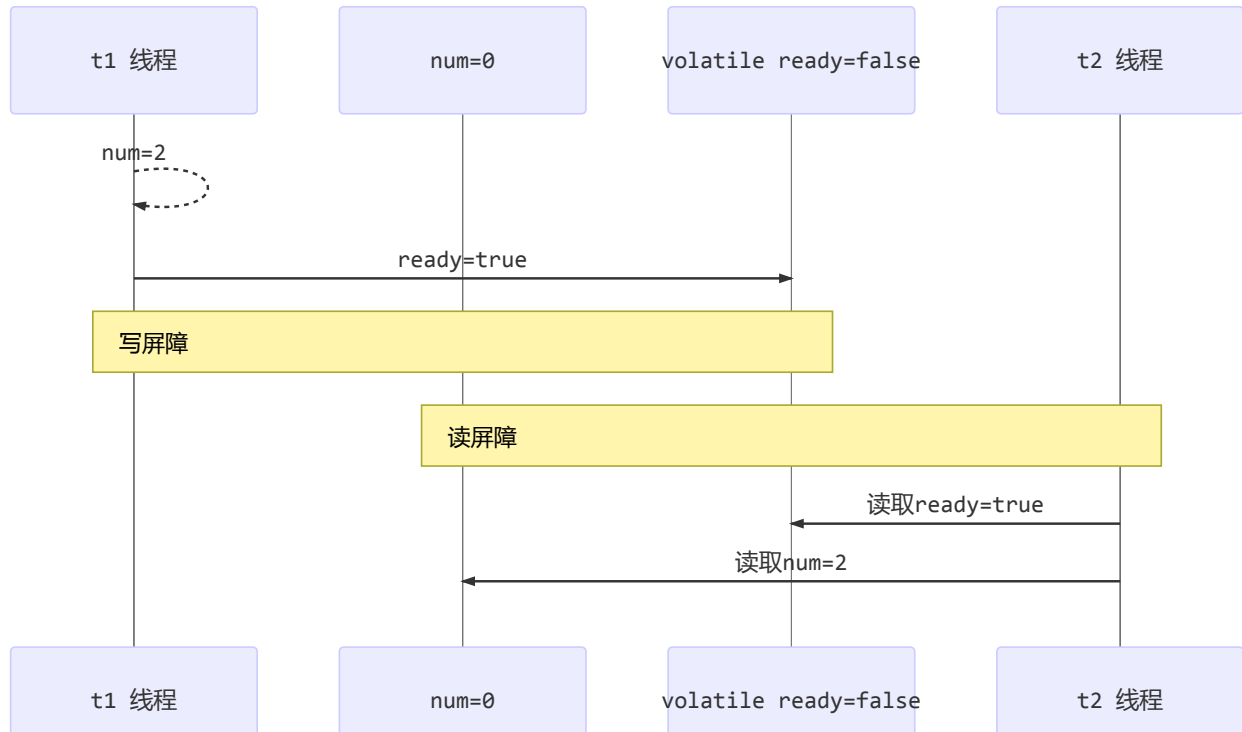 t1 线程
num=0
volatile ready=false
t2 线程
num=2
ready=true
写屏障
读屏障
读取ready=true
读取num=2
t1 线程
num=0
volatile ready=false
t2 线程